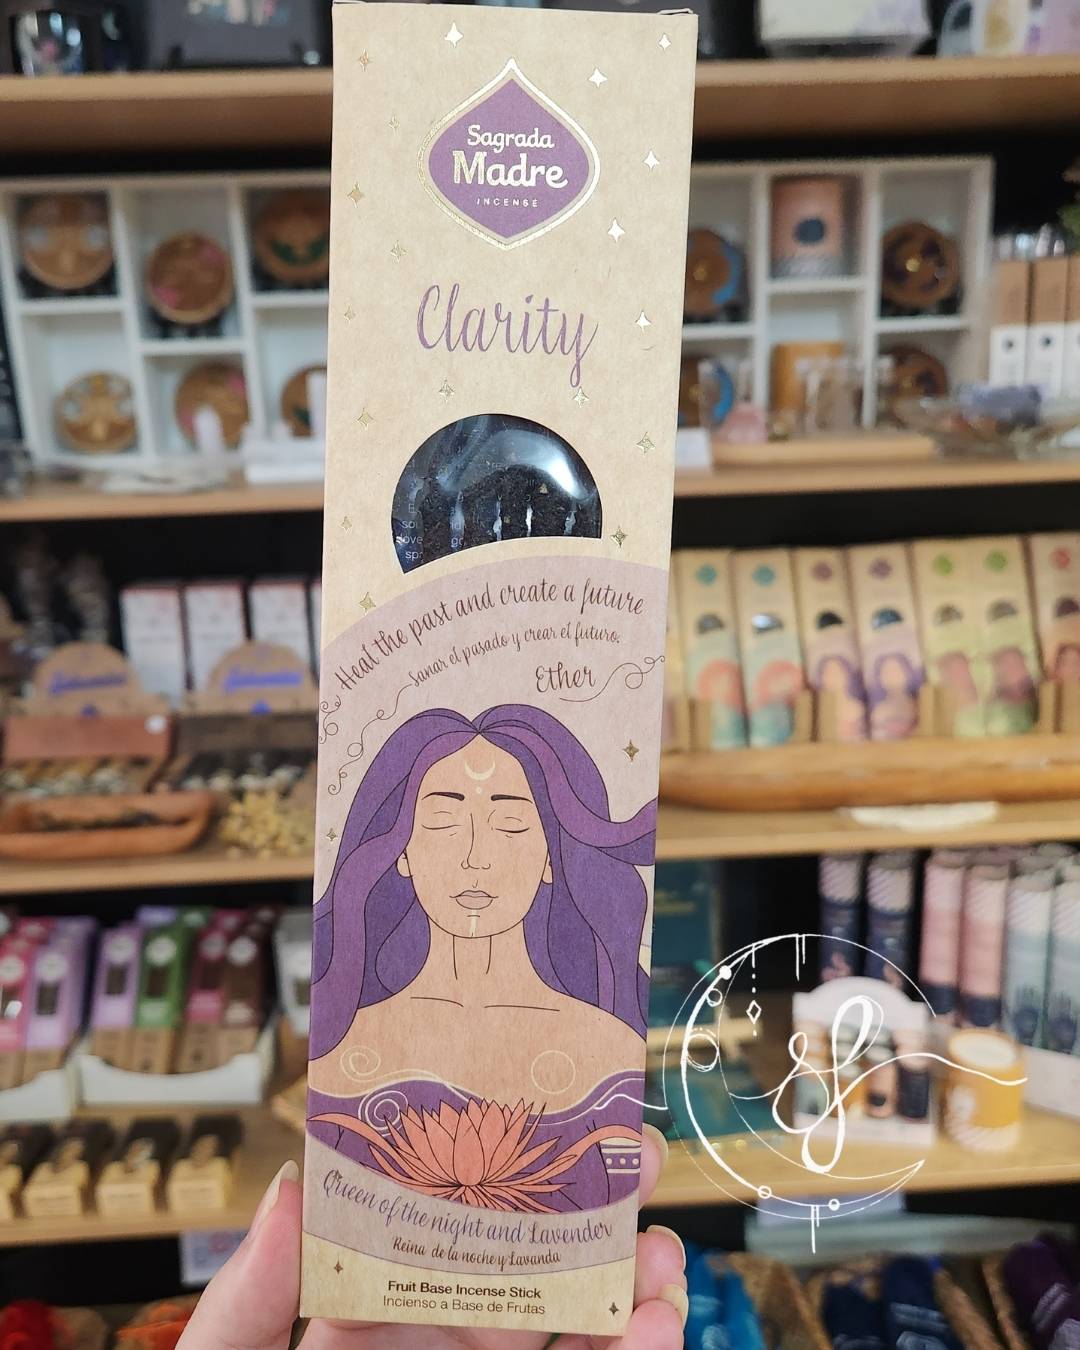 Sagrada
Madre
INCENSE
Clarity
Heal the past and create a future
Sanar el pasado y crear el futuro.
Ether
Queen of the night and Lavender
Reina de la noche y Lavanda
Fruit Base Incense Stick
Incienso a Base de Frutas
sf